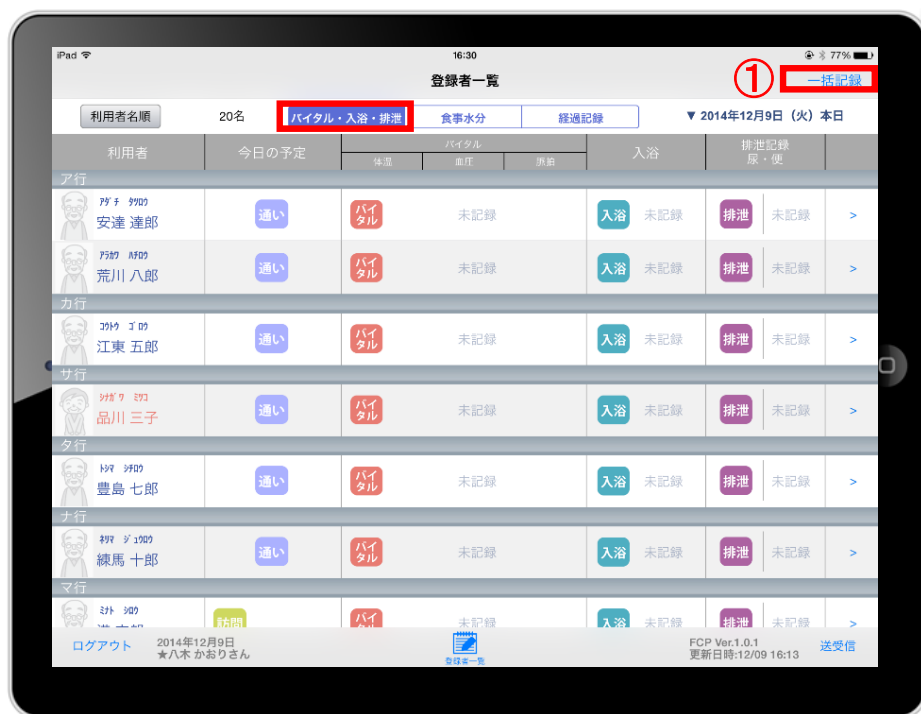 iPad 16:30 77%
登録者一覧 ① 一括記録
利用者名順 20名 バイタル・入浴・排泄 食事水分 経過記録 ▼ 2014年12月9日（火）本日
利用者 今日の予定 バイタル 入浴 排泄記録
体温 血圧 脈拍 尿・便
ア行
ｱﾀﾞﾁ ﾀﾂﾛｳ
安達 達郎 通い バイタル 未記録 入浴 未記録 排泄 未記録 >
ｱﾗｶﾜ ﾊﾁﾛｳ
荒川 八郎 通い バイタル 未記録 入浴 未記録 排泄 未記録 >
カ行
ｺｳﾄｳ ｺﾞﾛｳ
江東 五郎 通い バイタル 未記録 入浴 未記録 排泄 未記録 >
サ行
ｼﾅｶﾞﾜ ﾐﾂｺ
品川 三子 通い バイタル 未記録 入浴 未記録 排泄 未記録 >
タ行
ﾄｼﾏ ｼﾁﾛｳ
豊島 七郎 通い バイタル 未記録 入浴 未記録 排泄 未記録 >
ナ行
ﾈﾘﾏ ｼﾞｭｳﾛｳ
練馬 十郎 通い バイタル 未記録 入浴 未記録 排泄 未記録 >
マ行
ﾐﾅﾄ ｼﾛｳ
訪問 バイタル 未記録 入浴 未記録 排泄 未記録 >
ログアウト 2014年12月9日 FCP Ver.1.0.1 送受信
★八木 かおりさん 登録者一覧 更新日時:12/09 16:13